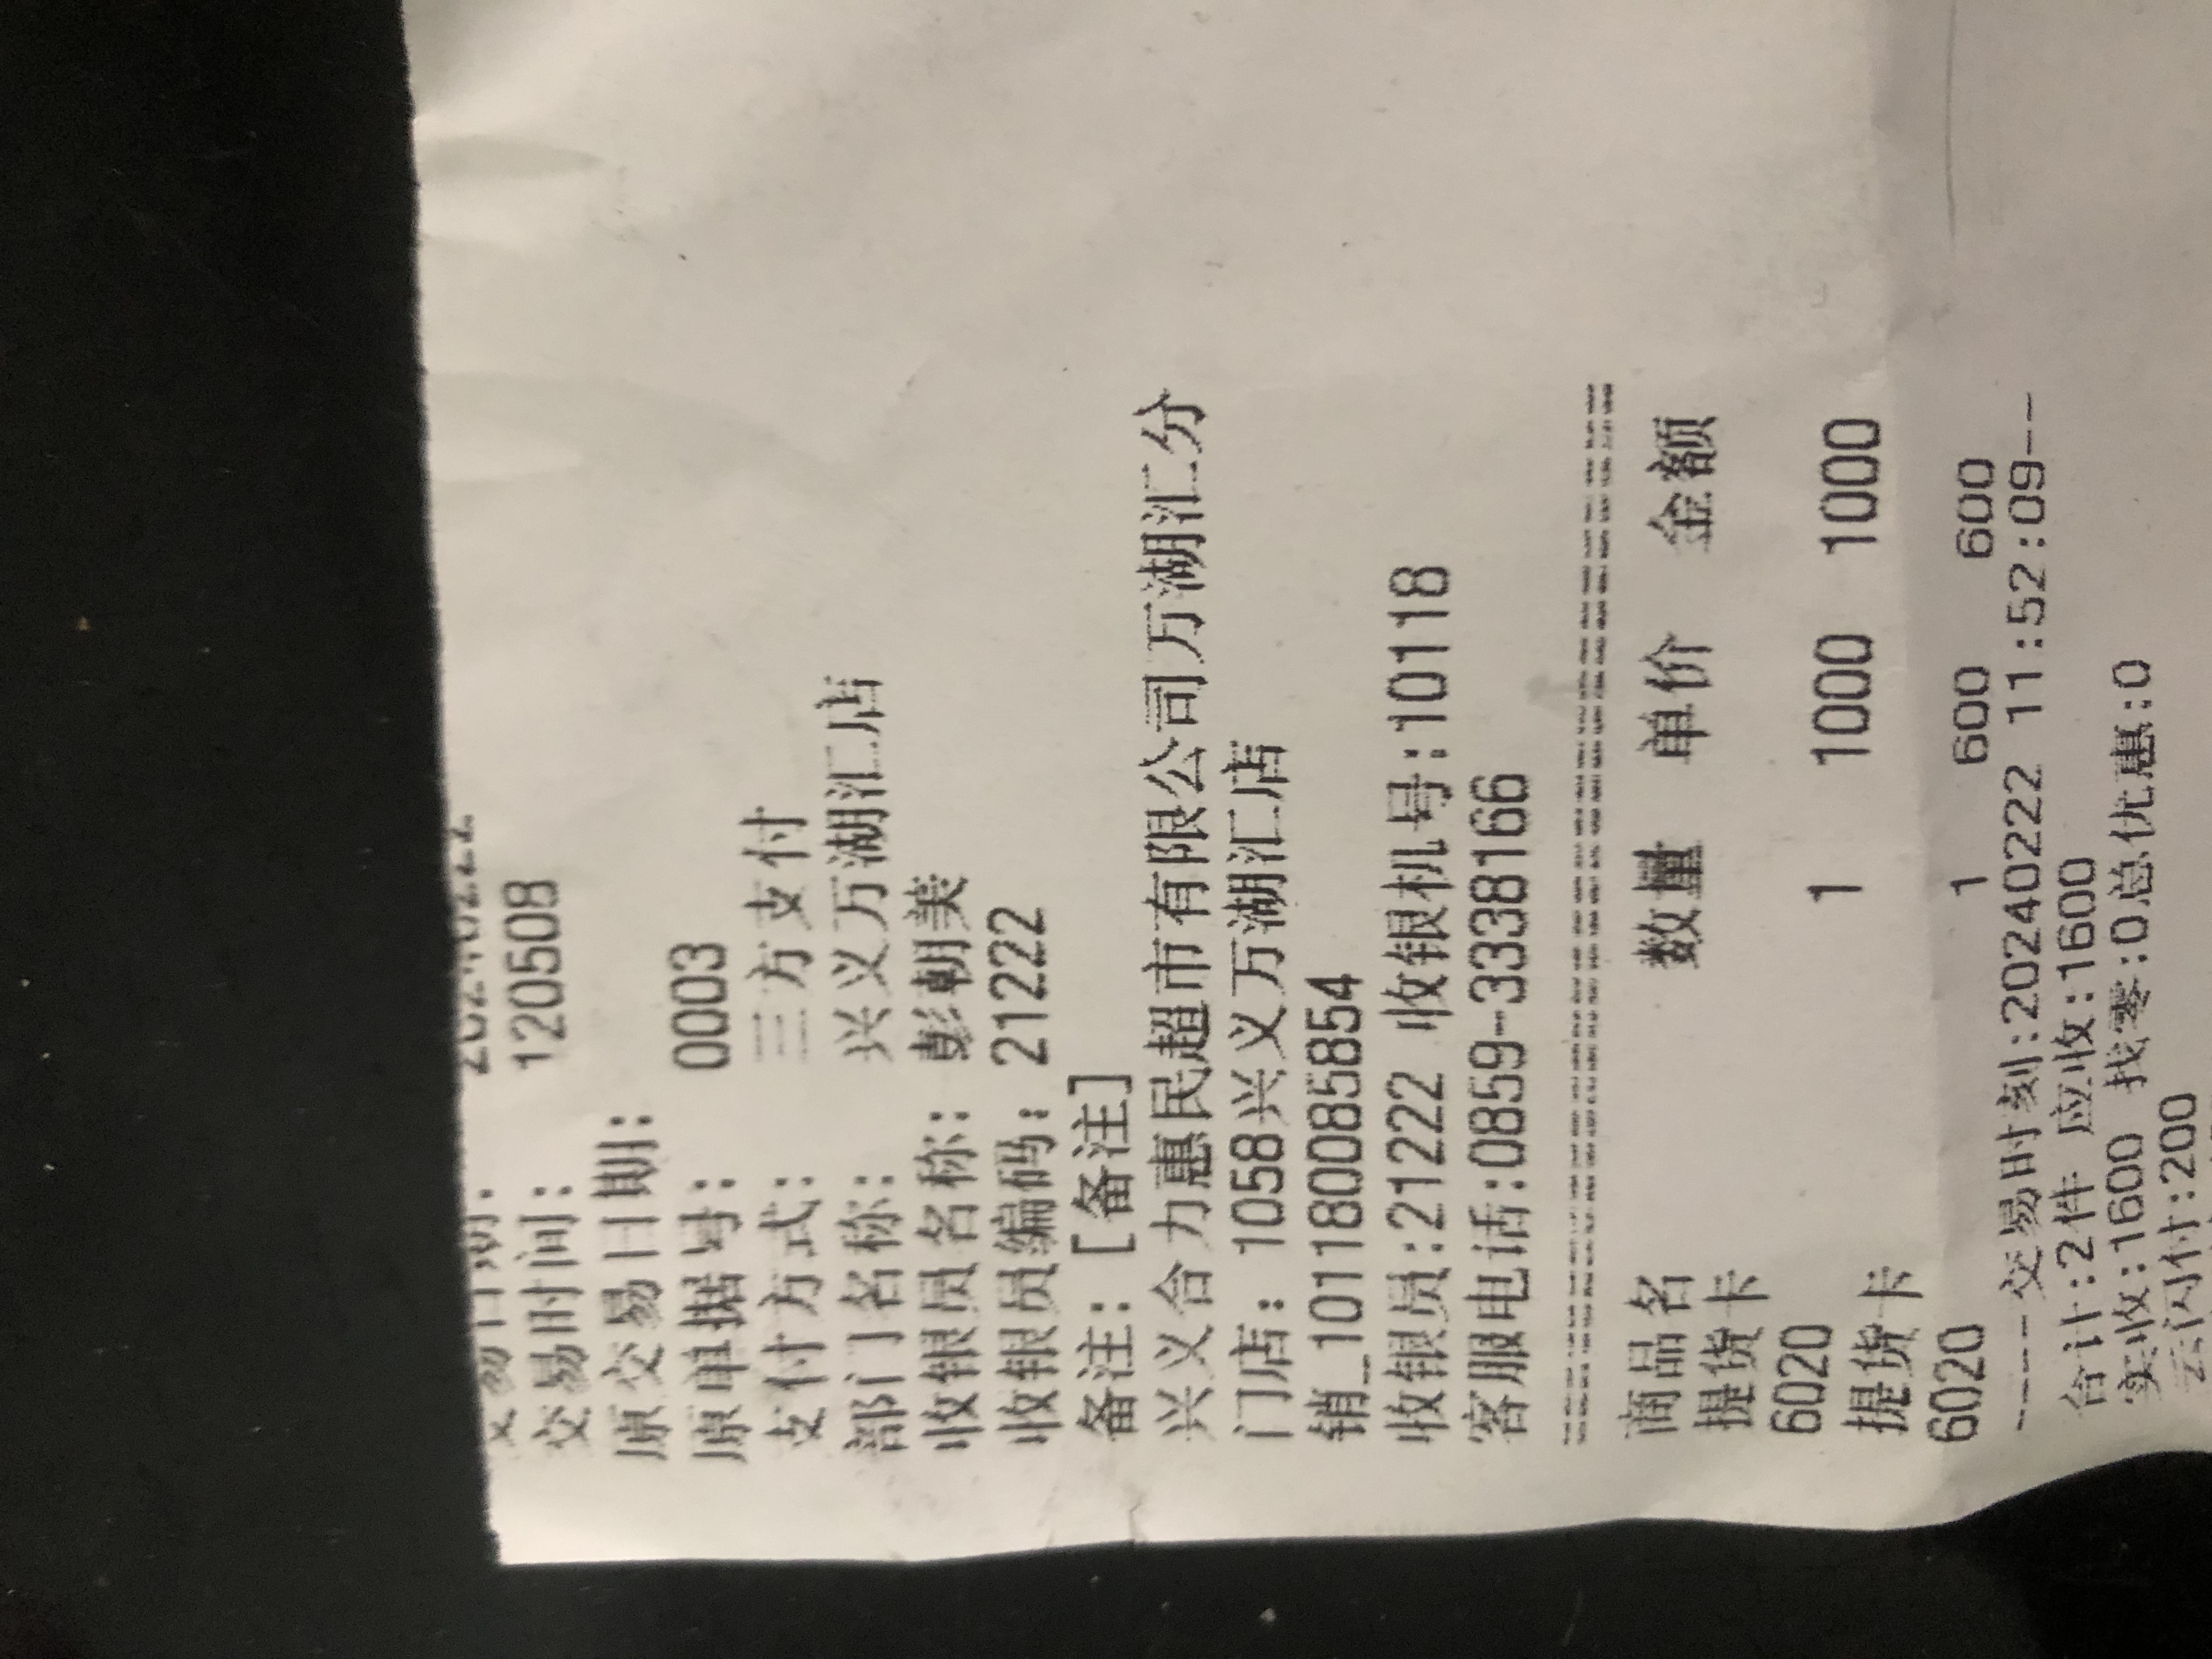 交易日期: 20240222
交易时间: 120508
原交易日期:
原单据号: 0003
支付方式: 三方支付
部门名称: 兴义万湖汇店
收银员名称: 彭朝美
收银员编码: 21222
备注: [备注]
兴义合力惠民超市有限公司万湖汇分
门店: 1058兴义万湖汇店
销_1011800085854
收银员:21222 收银机号:10118
客服电话:0859-3338166
================================
商品名 数量 单价 金额
提货卡
6020 1 1000 1000
提货卡
6020 1 600 600
----交易时刻:20240222 11:52:09--
合计:2件 应收:1600
实收:1600 找零:0总优惠:0
云闪付:200